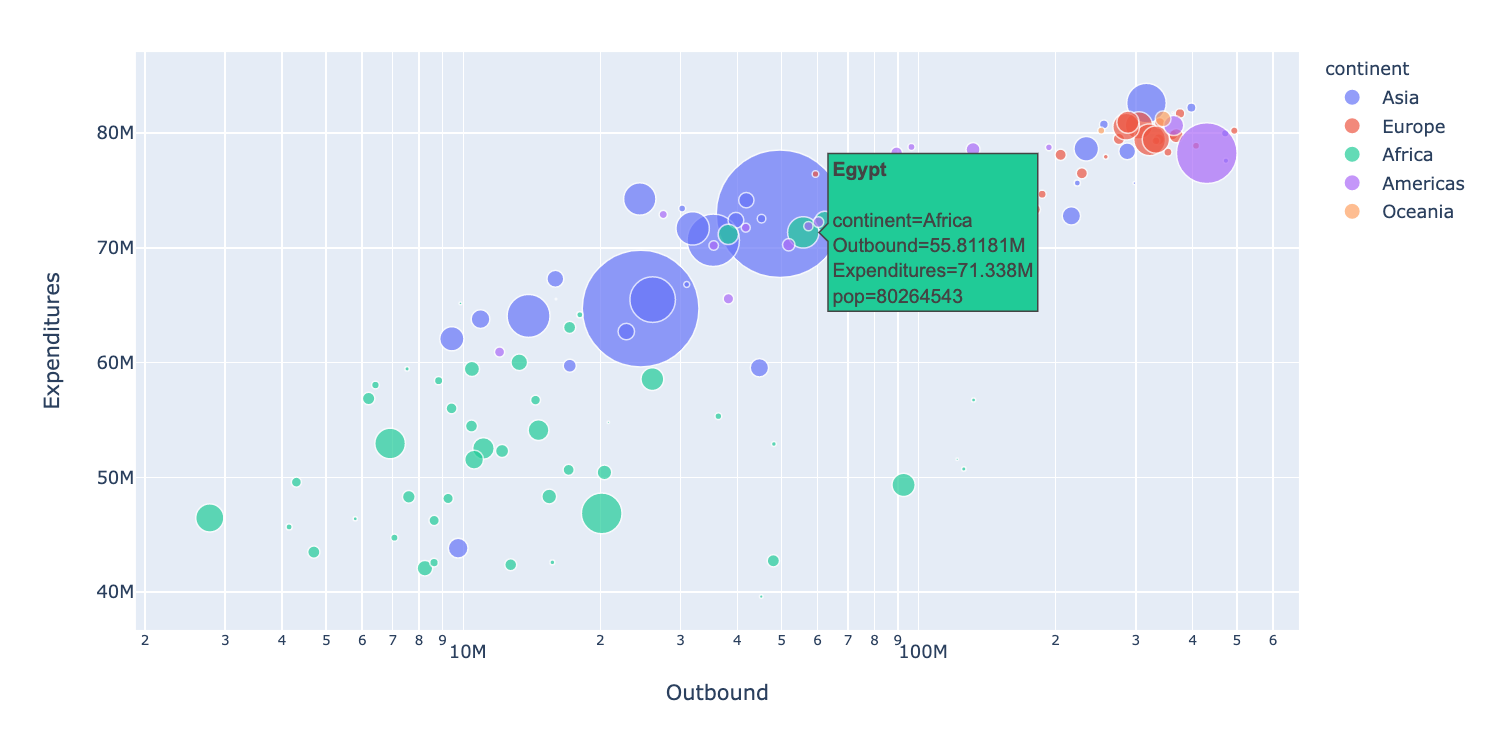 continent
Asia
Europe
Africa
Americas
Oceania
80M
70M
60M
50M
40M
Expenditures
Egypt
continent=Africa
Outbound=55.81181M
Expenditures=71.338M
pop=80264543
2 3 4 5 6 7 8 9 10M 2 3 4 5 6 7 8 9 100M 2 3 4 5 6
Outbound